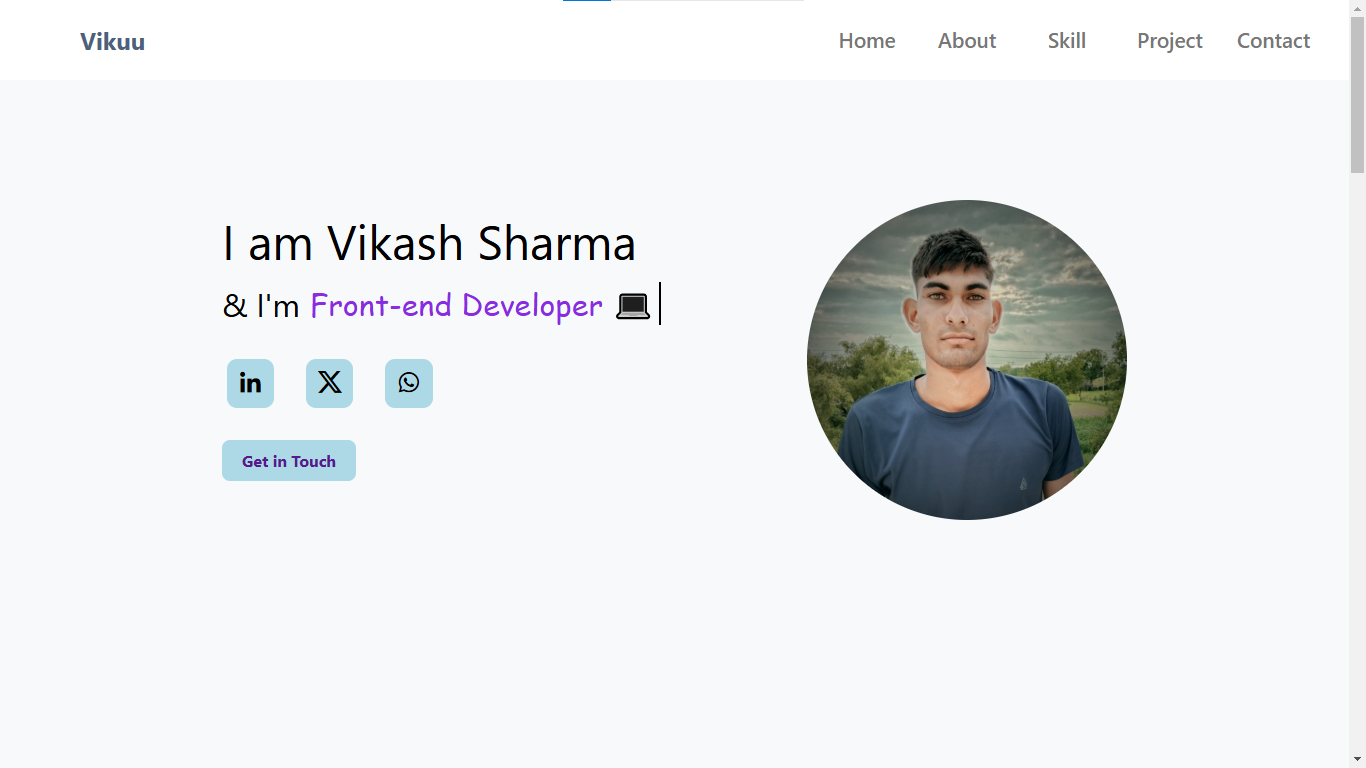 Vikuu
Home About Skill Project Contact
I am Vikash Sharma
& I'm Front-end Developer 💻|
in X
Get in Touch